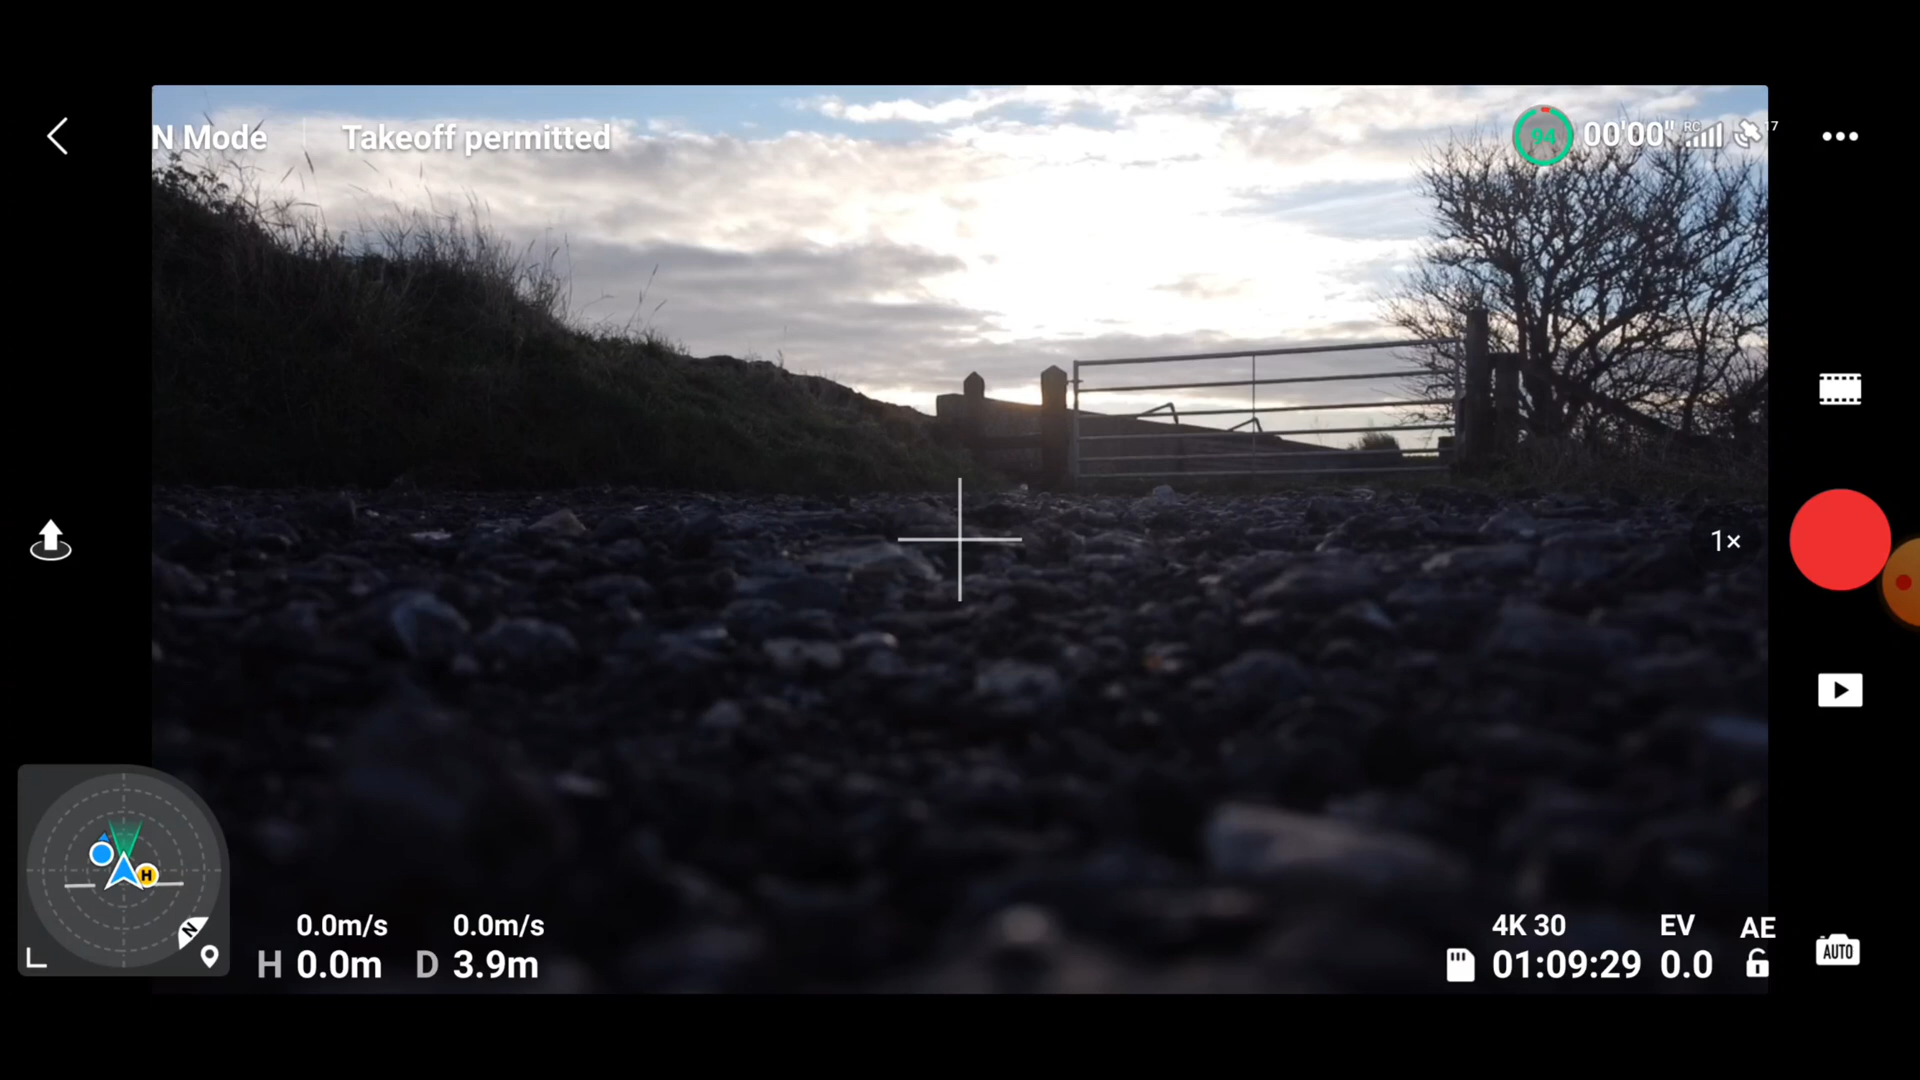 N Mode
Takeoff permitted
94
00'00"
RC
17
1×
H
N
0.0m/s
0.0m/s
H 0.0m
D 3.9m
4K 30
EV
AE
01:09:29
0.0
AUTO